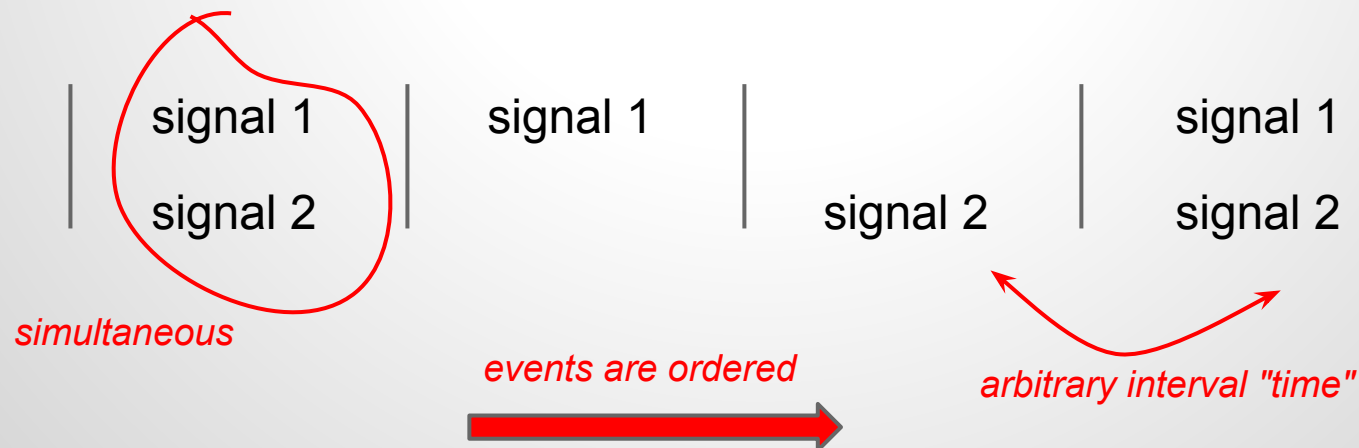 signal 1 signal 1 signal 1
signal 2 signal 2 signal 2
simultaneous
events are ordered
arbitrary interval "time"